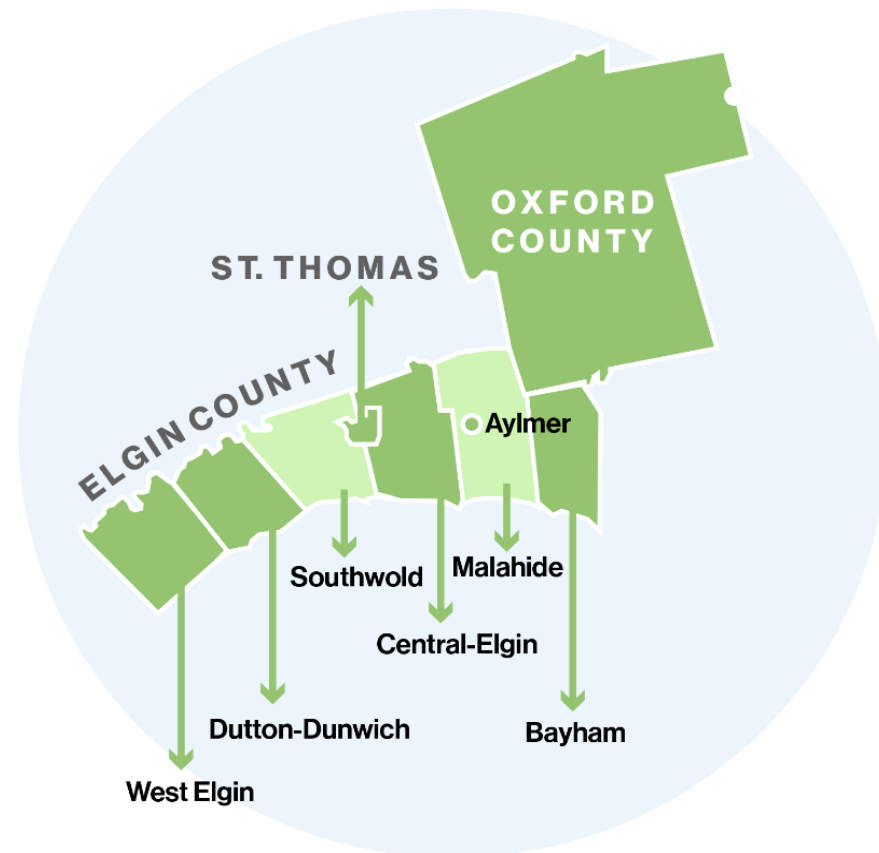 OXFORD
COUNTY
ST. THOMAS
ELGIN COUNTY
Aylmer
Southwold
Malahide
Central-Elgin
Dutton-Dunwich
Bayham
West Elgin